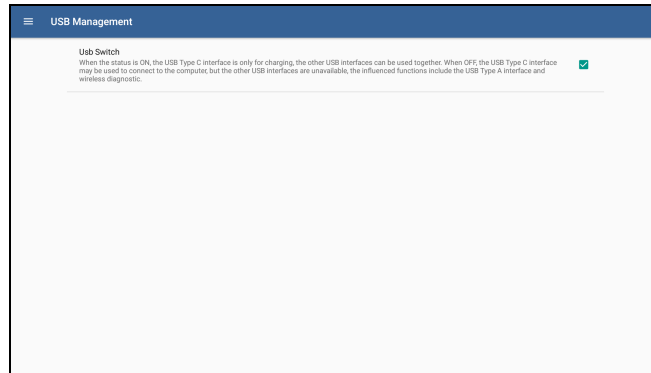 USB Management
Usb Switch
When the status is ON, the USB Type C interface is only for charging, the other USB interfaces can be used together. When OFF, the USB Type C interface
may be used to connect to the computer, but the other USB interfaces are unavailable, the influenced functions include the USB Type A interface and
wireless diagnostic.